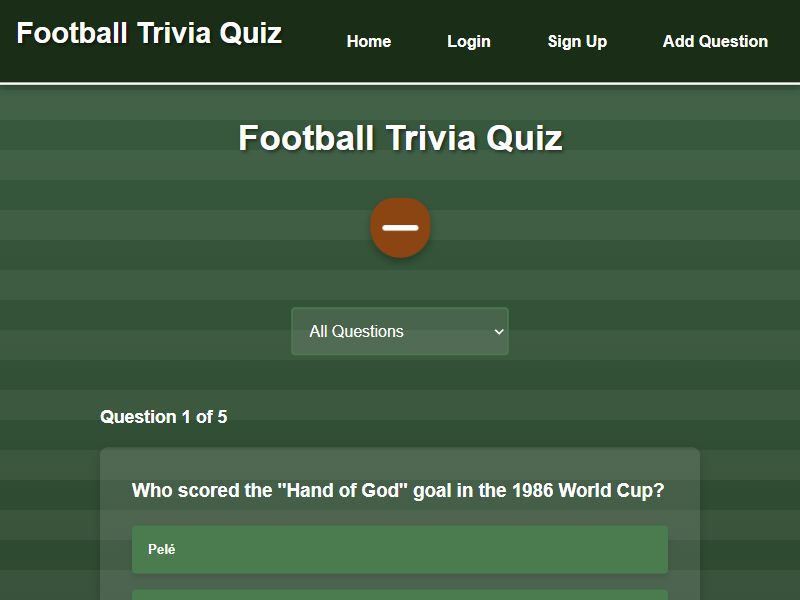 Football Trivia Quiz
Home
Login
Sign Up
Add Question
Football Trivia Quiz
All Questions
Question 1 of 5
Who scored the "Hand of God" goal in the 1986 World Cup?
Pelé